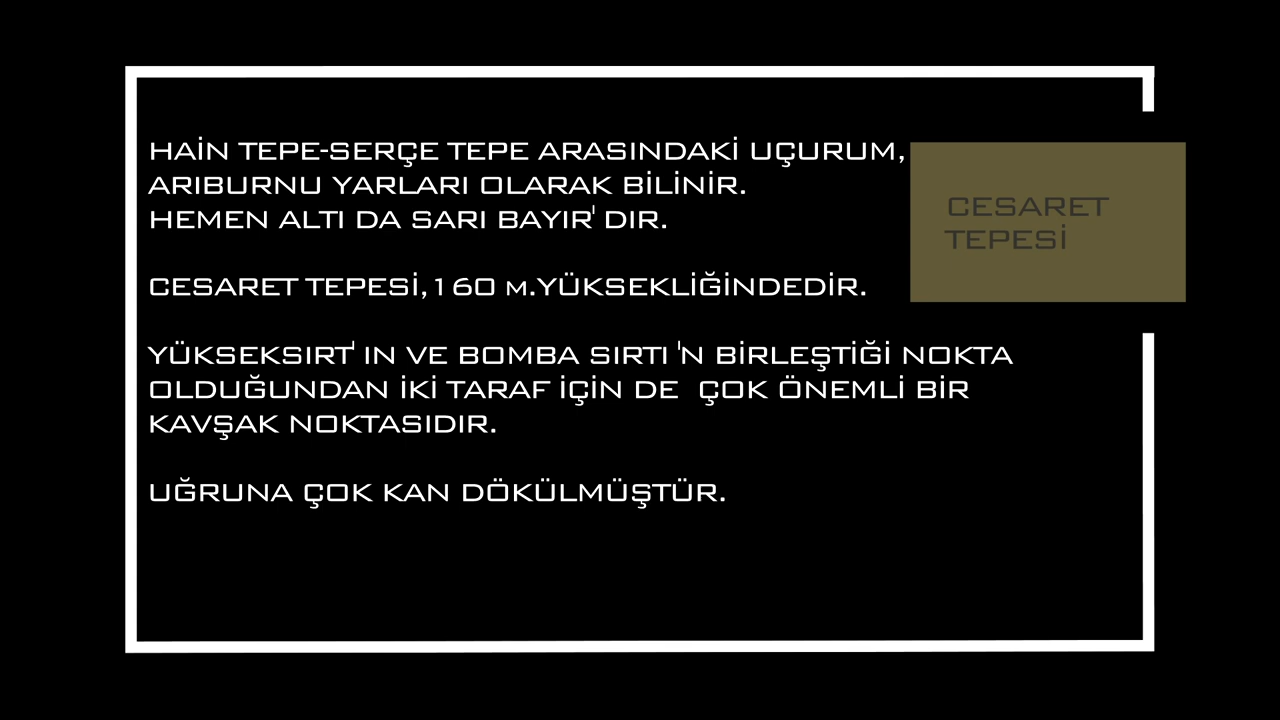 HAİN TEPE-SERÇE TEPE ARASINDAKİ UÇURUM,
ARIBURNU YARLARI OLARAK BİLİNİR.
HEMEN ALTI DA SARI BAYIR' DIR.
CESARET TEPESİ,160 M.YÜKSEKLİĞİNDEDİR.
YÜKSEKSIRT' IN VE BOMBA SIRTI 'N BİRLEŞTİĞİ NOKTA
OLDUĞUNDAN İKİ TARAF İÇİN DE  ÇOK ÖNEMLİ BİR
KAVŞAK NOKTASIDIR.
UĞRUNA ÇOK KAN DÖKÜLMÜŞTÜR.
CESARET
TEPESİ